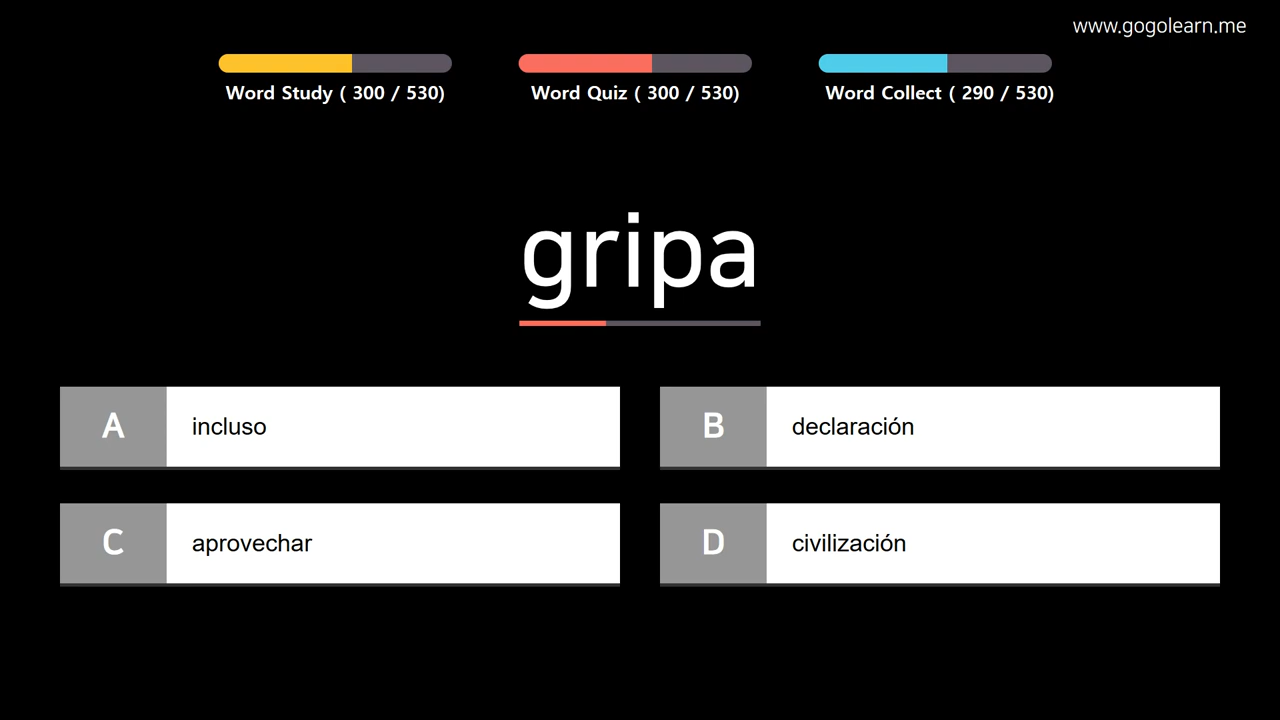 www.gogolearn.me
Word Study ( 300 / 530)
Word Quiz ( 300 / 530)
Word Collect ( 290 / 530)
gripa
A incluso
B declaración
C aprovechar
D civilización